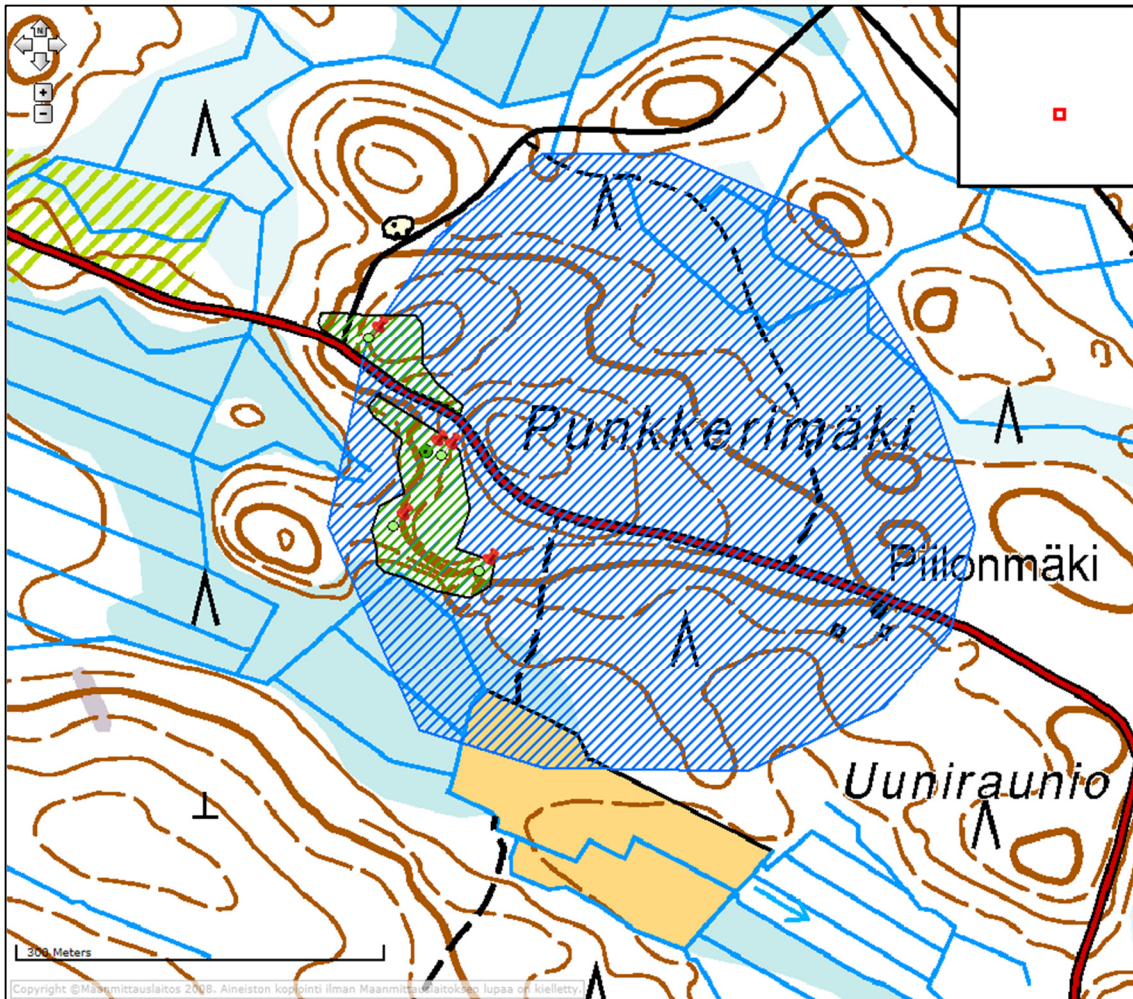 N
Punkkerimäki
Piilonmäki
Uuniraunio
300 Meters
Copyright ©Maanmittauslaitos 2008. Aineiston kopiointi ilman Maanmittauslaitoksen lupaa on kielletty.